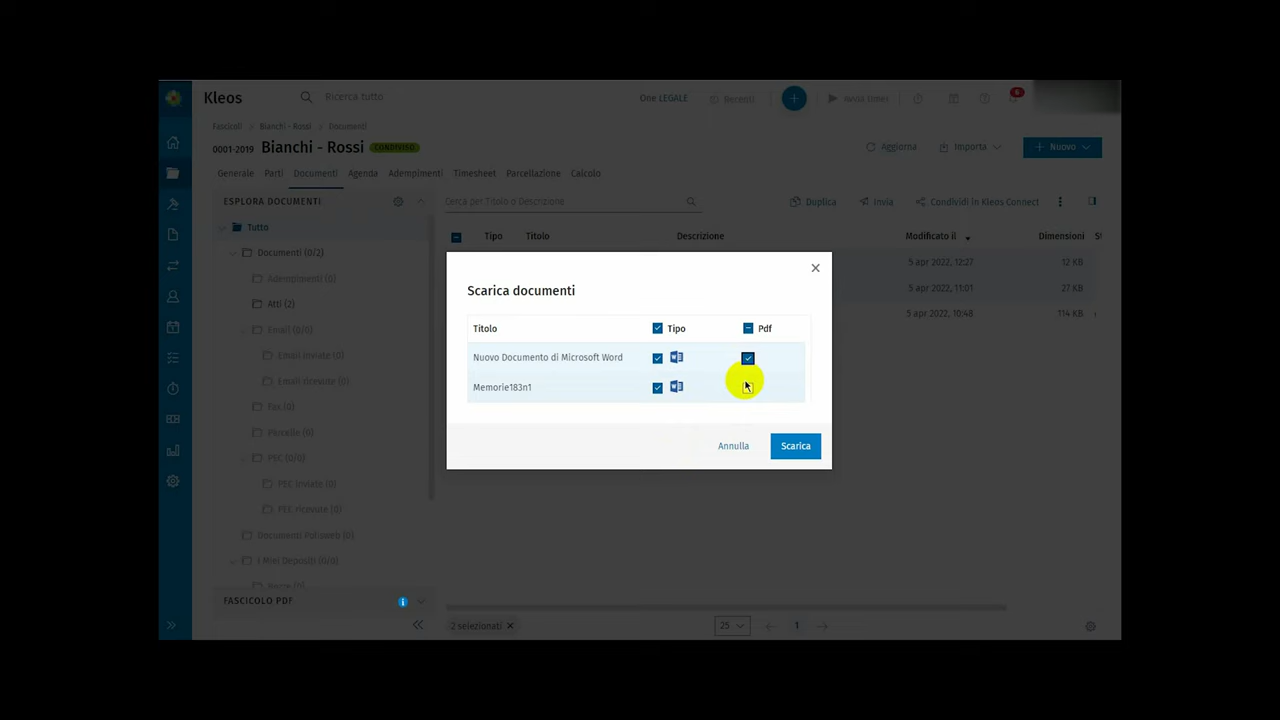 Kleos
Ricerca tutto
One LEGALE
Recenti
Inizia timer
6
Fascicoli > Bianchi - Rossi > Documenti
0001-2019 Bianchi - Rossi CONDIVISO
Aggiorna
Importa
Nuovo
Generale Parti Documenti Agenda Adempimenti Timesheet Parcellazione Calcolo
ESPLORA DOCUMENTI
Cerca per Titolo o Descrizione
Duplica
Invia
Condividi in Kleos Connect
Tutto
Tipo Titolo Descrizione Modificato il Dimensioni
Documenti (0/2)
5 apr 2022, 12:27 12 KB
Adempimenti (0)
5 apr 2022, 11:01 27 KB
Atti (2)
5 apr 2022, 10:48 114 KB
Email (0/0)
Email inviate (0)
Email ricevute (0)
Fax (0)
Modello (0)
PEC (0/0)
PEC inviate (0)
PEC ricevute (0)
Documenti Polisweb (0)
I Miei Depositi (0/0)
FASCICOLO PDF
Scarica documenti
Titolo Tipo Pdf
Nuovo Documento di Microsoft Word
Memorie183n1
Annulla Scarica
2 selezionati
25
1